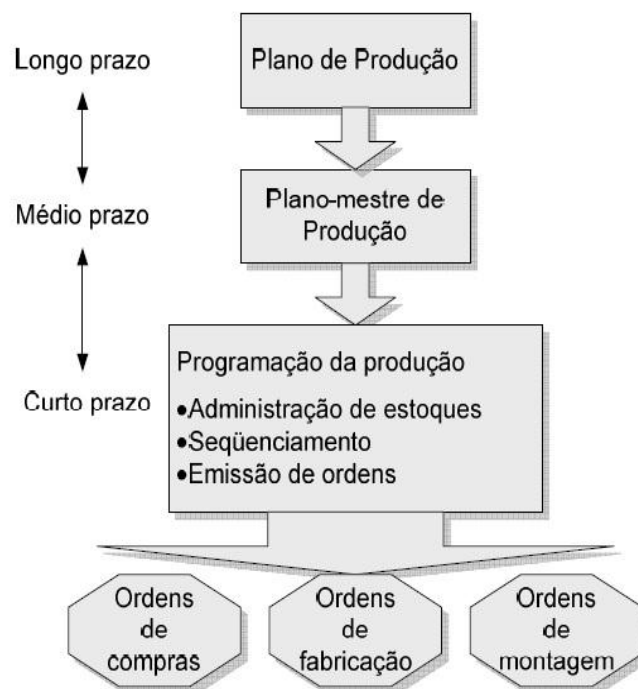 Longo prazo
Plano de Produção
Médio prazo
Plano-mestre de
Produção
Curto prazo
Programação da produção
•Administração de estoques
•Seqüenciamento
•Emissão de ordens
Ordens
de
compras
Ordens
de
fabricação
Ordens
de
montagem